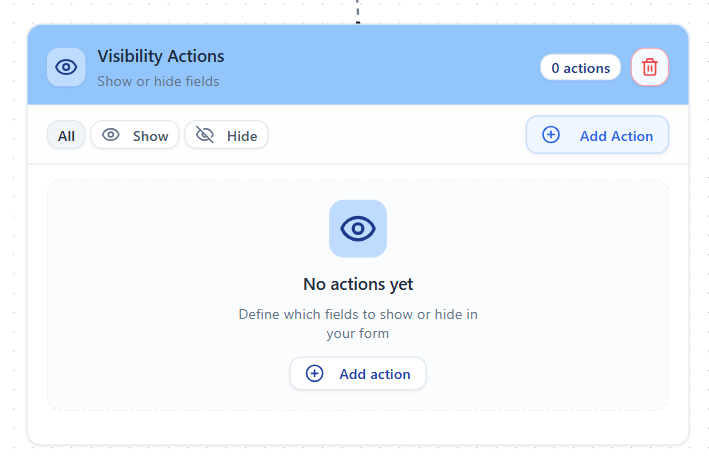 Visibility Actions
Show or hide fields
0 actions
All
Show
Hide
Add Action
No actions yet
Define which fields to show or hide in
your form
Add action